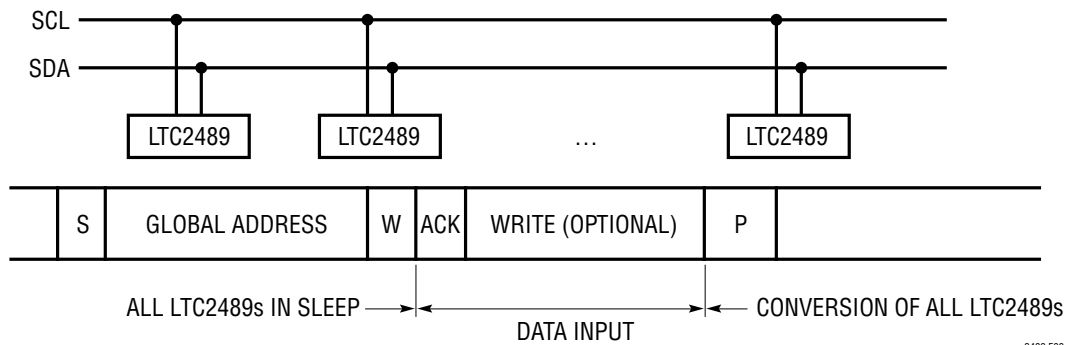 SCL
SDA
LTC2489 LTC2489 … LTC2489
S GLOBAL ADDRESS W ACK WRITE (OPTIONAL) P
ALL LTC2489s IN SLEEP DATA INPUT CONVERSION OF ALL LTC2489s